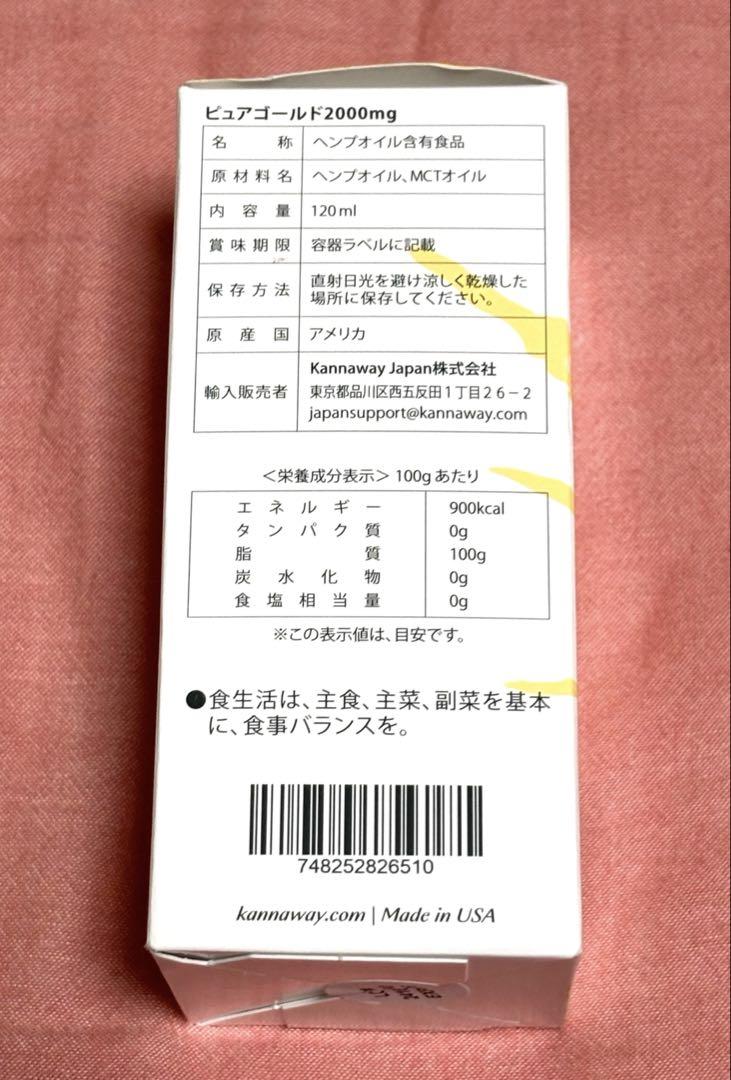 ピュアゴールド2000mg
名称 ヘンプオイル含有食品
原材料名 ヘンプオイル、MCTオイル
内容量 120ml
賞味期限 容器ラベルに記載
保存方法 直射日光を避け涼しく乾燥した
場所に保存してください。
原産国 アメリカ
輸入販売者 Kannaway Japan株式会社
東京都品川区西五反田1丁目26-2
japansupport@kannaway.com
<栄養成分表示> 100gあたり
エネルギー 900kcal
タンパク質 0g
脂質 100g
炭水化物 0g
食塩相当量 0g
※この表示値は、目安です。
●食生活は、主食、主菜、副菜を基本
に、食事バランスを。
748252826510
kannaway.com | Made in USA